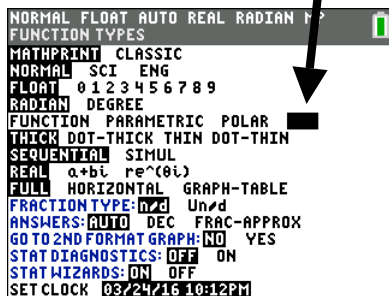 NORMAL FLOAT AUTO REAL RADIAN MP
FUNCTION TYPES
MATHPRINT CLASSIC
NORMAL SCI ENG
FLOAT 0 1 2 3 4 5 6 7 8 9
RADIAN DEGREE
FUNCTION PARAMETRIC POLAR
THICK DOT-THICK THIN DOT-THIN
SEQUENTIAL SIMUL
REAL a+bi re^(θi)
FULL HORIZONTAL GRAPH-TABLE
FRACTION TYPE: n/d Un/d
ANSWERS: AUTO DEC FRAC-APPROX
GO TO 2ND FORMAT GRAPH: NO YES
STAT DIAGNOSTICS: OFF ON
STAT WIZARDS: ON OFF
SET CLOCK 03/24/16 10:12PM